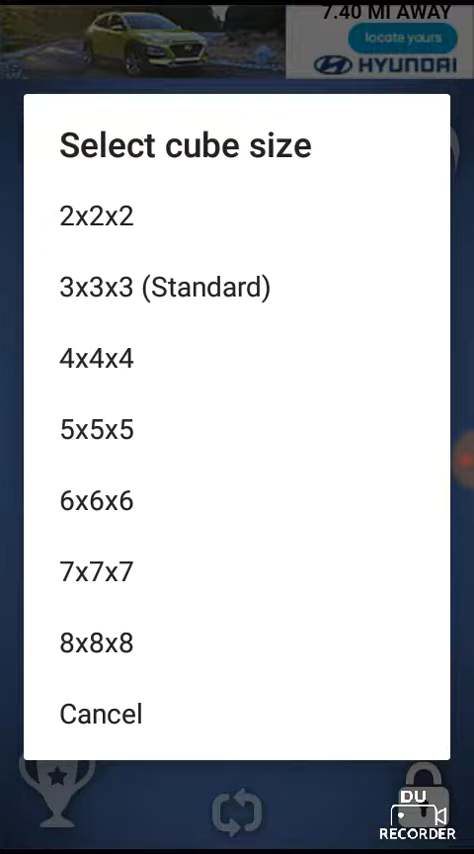 7.40 MI AWAY
locate yours
HYUNDAI
Select cube size
2x2x2
3x3x3 (Standard)
4x4x4
5x5x5
6x6x6
7x7x7
8x8x8
Cancel
DU
RECORDER